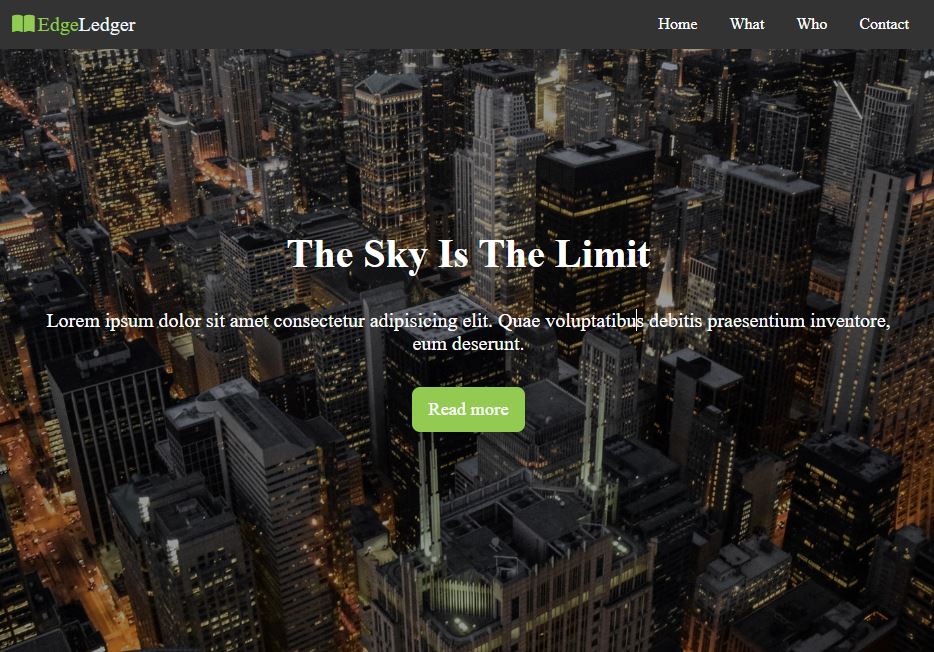 EdgeLedger
Home What Who Contact
The Sky Is The Limit
Lorem ipsum dolor sit amet consectetur adipisicing elit. Quae voluptatibus debitis praesentium inventore,
eum deserunt.
Read more